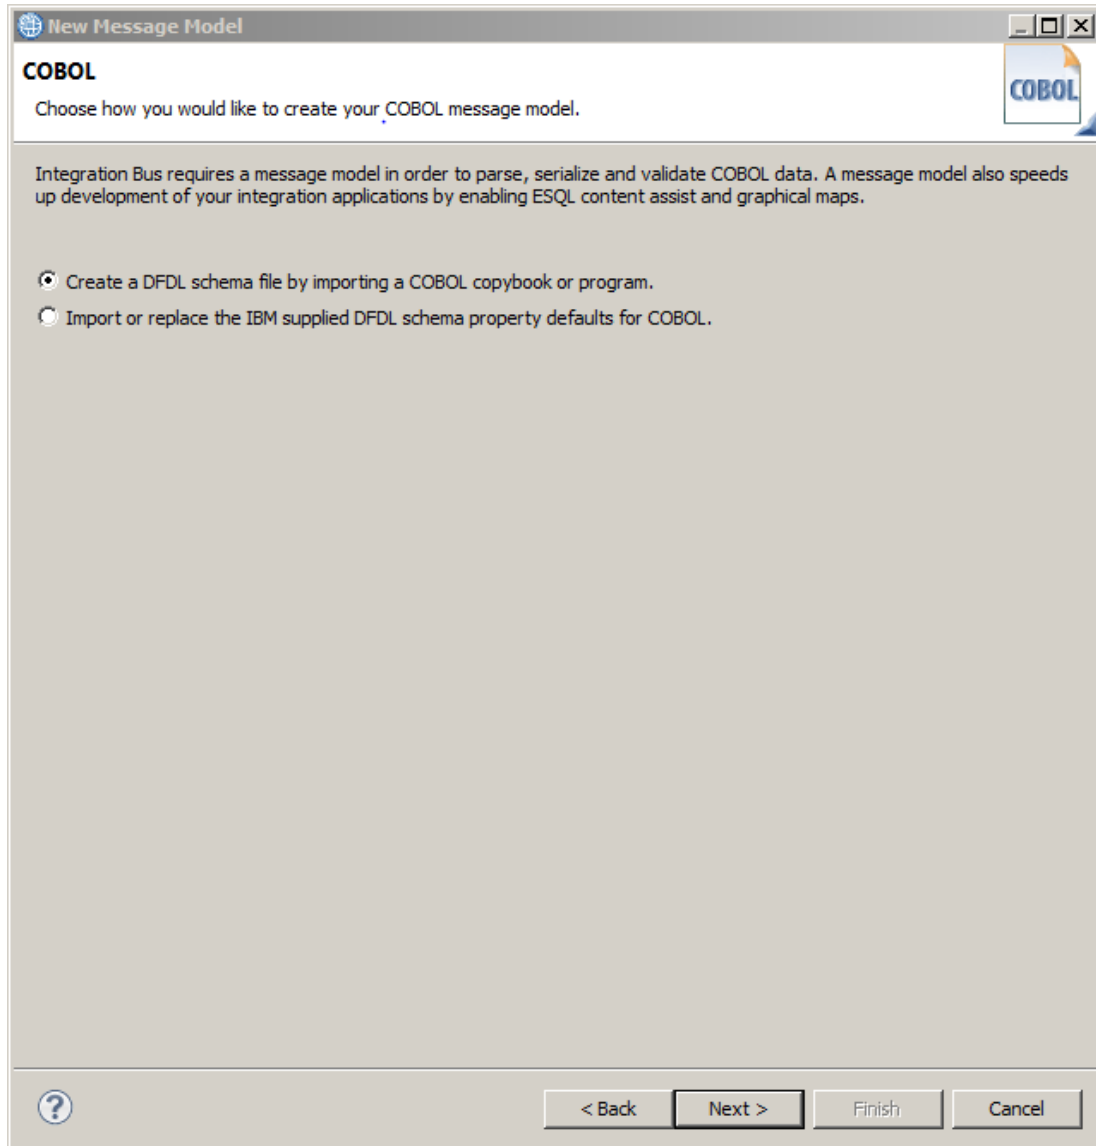 New Message Model
COBOL
Choose how you would like to create your COBOL message model.
COBOL
Integration Bus requires a message model in order to parse, serialize and validate COBOL data. A message model also speeds
up development of your integration applications by enabling ESQL content assist and graphical maps.
Create a DFDL schema file by importing a COBOL copybook or program.
Import or replace the IBM supplied DFDL schema property defaults for COBOL.
?
< Back
Next >
Finish
Cancel